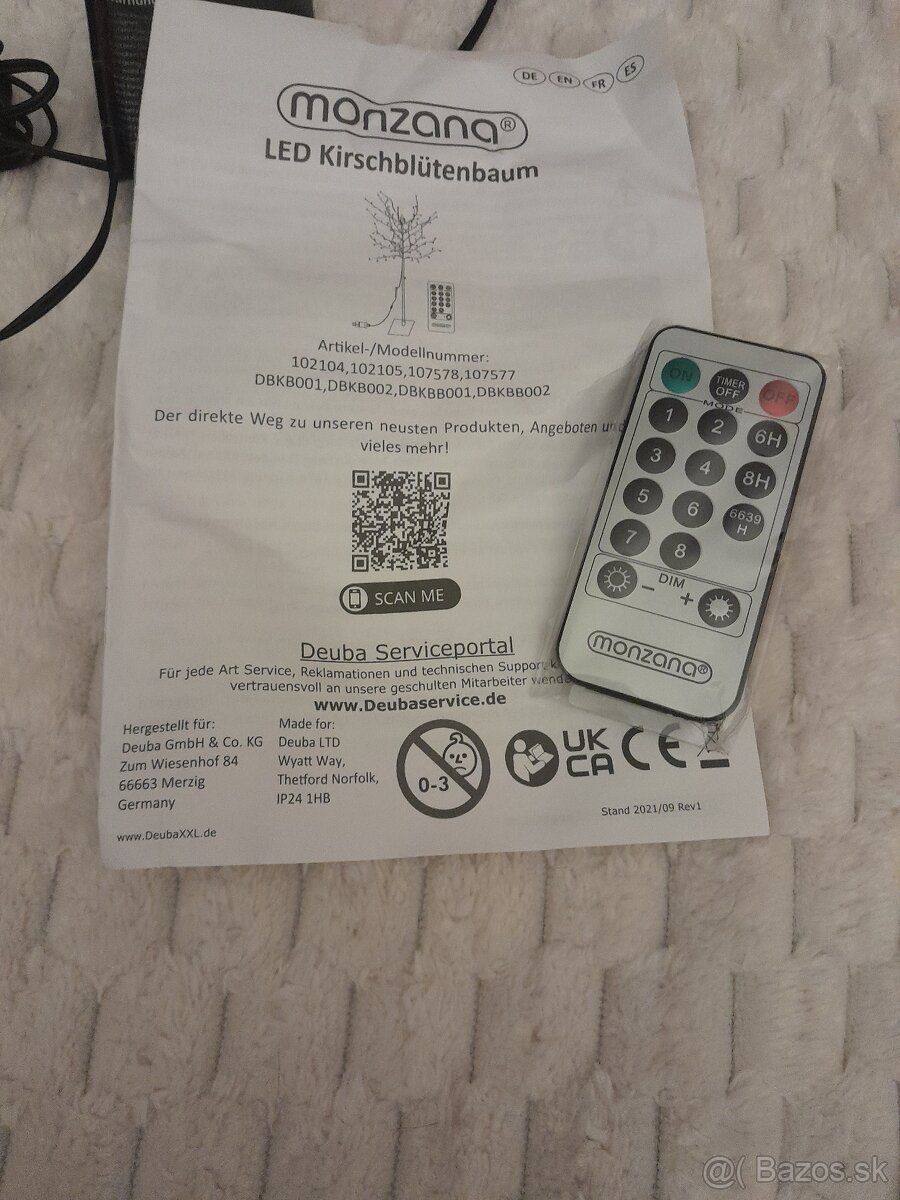 DE EN FR ES
monzana®
LED Kirschblütenbaum
Artikel-/Modellnummer:
102104,102105,107578,107577
DBKB001,DBKB002,DBKBB001,DBKBB002
Der direkte Weg zu unseren neusten Produkten, Angeboten und
vieles mehr!
SCAN ME
Deuba Serviceportal
Für jede Art Service, Reklamationen und technischen Support
vertrauensvoll an unsere geschulten Mitarbeiter
www.Deubaservice.de
Hergestellt für:
Deuba GmbH & Co. KG
Zum Wiesenhof 84
66663 Merzig
Germany
www.DeubaXXL.de
Made for:
Deuba LTD
Wyatt Way,
Thetford Norfolk,
IP24 1HB
0-3
UK
CA
CE
Stand 2021/09 Rev1
ON TIMER OFF OFF
MODE
1 2 6H
3 4 8H
5 6 6639 H
7 8
DIM
- +
monzana®
@( Bazos.sk